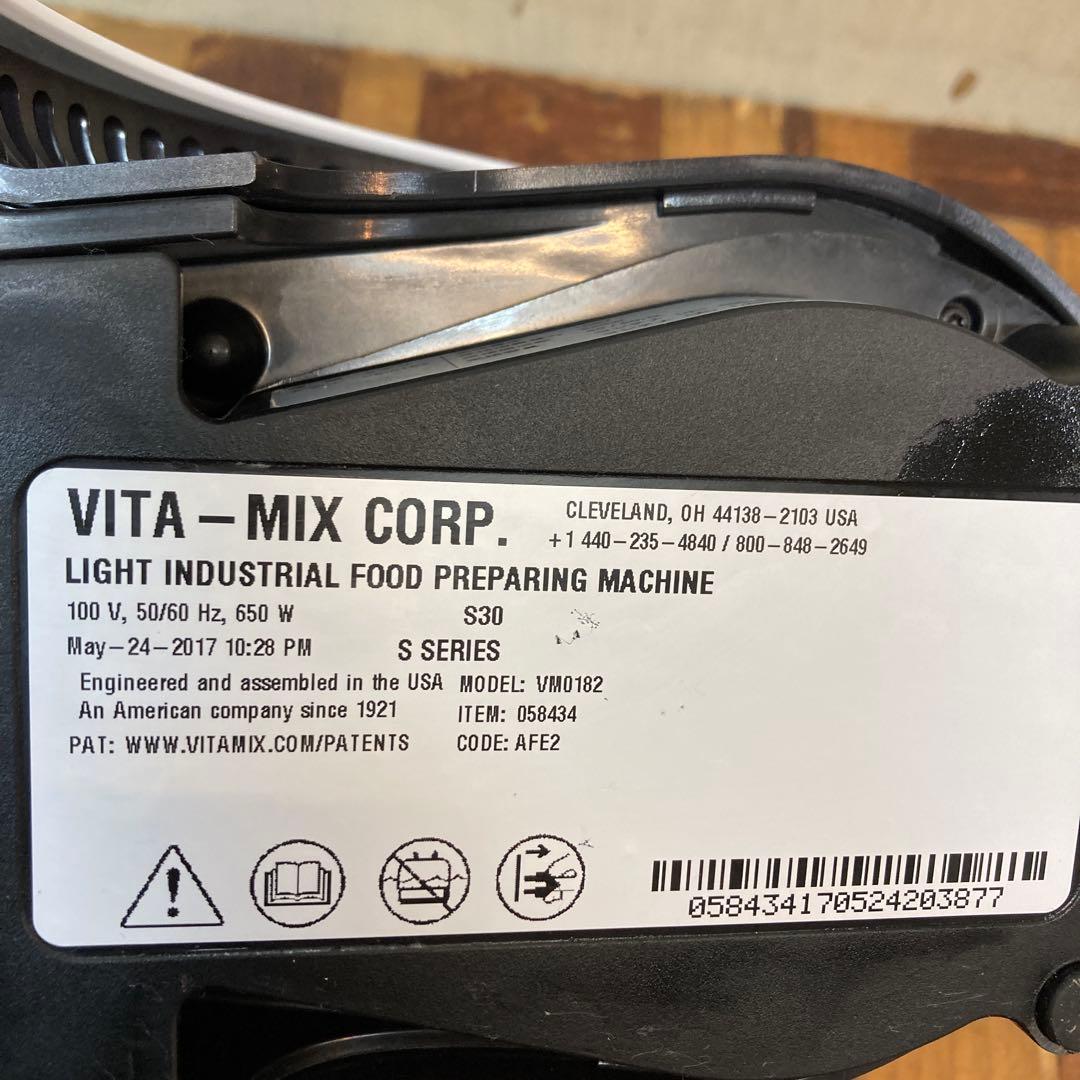 VITA – MIX CORP.
CLEVELAND, OH 44138–2103 USA
+1 440–235–4840 / 800–848–2649
LIGHT INDUSTRIAL FOOD PREPARING MACHINE
100 V, 50/60 Hz, 650 W S30
May–24–2017 10:28 PM S SERIES
Engineered and assembled in the USA MODEL: VM0182
An American company since 1921 ITEM: 058434
PAT: WWW.VITAMIX.COM/PATENTS CODE: AFE2
058434170524203877